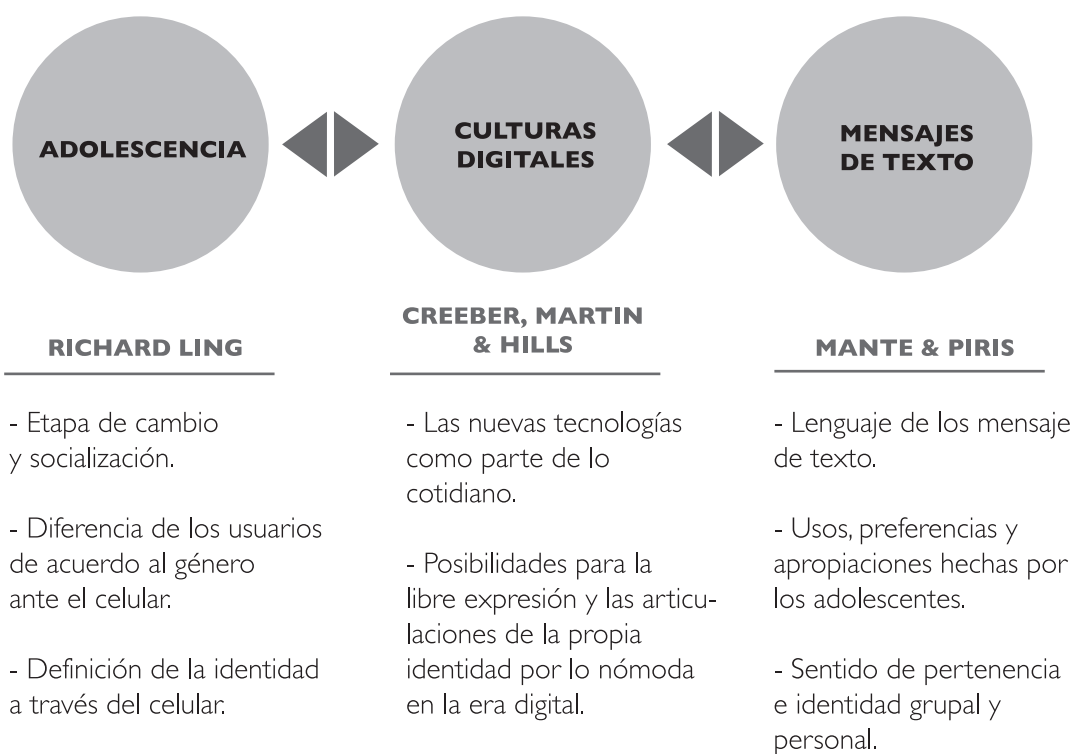 ADOLESCENCIA
CULTURAS
DIGITALES
MENSAJES
DE TEXTO
RICHARD LING
- Etapa de cambio
y socialización.
- Diferencia de los usuarios
de acuerdo al género
ante el celular.
- Definición de la identidad
a través del celular.
CREEBER, MARTIN
& HILLS
- Las nuevas tecnologías
como parte de lo
cotidiano.
- Posibilidades para la
libre expresión y las articu-
laciones de la propia
identidad por lo nómoda
en la era digital.
MANTE & PIRIS
- Lenguaje de los mensaje
de texto.
- Usos, preferencias y
apropiaciones hechas por
los adolescentes.
- Sentido de pertenencia
e identidad grupal y
personal.